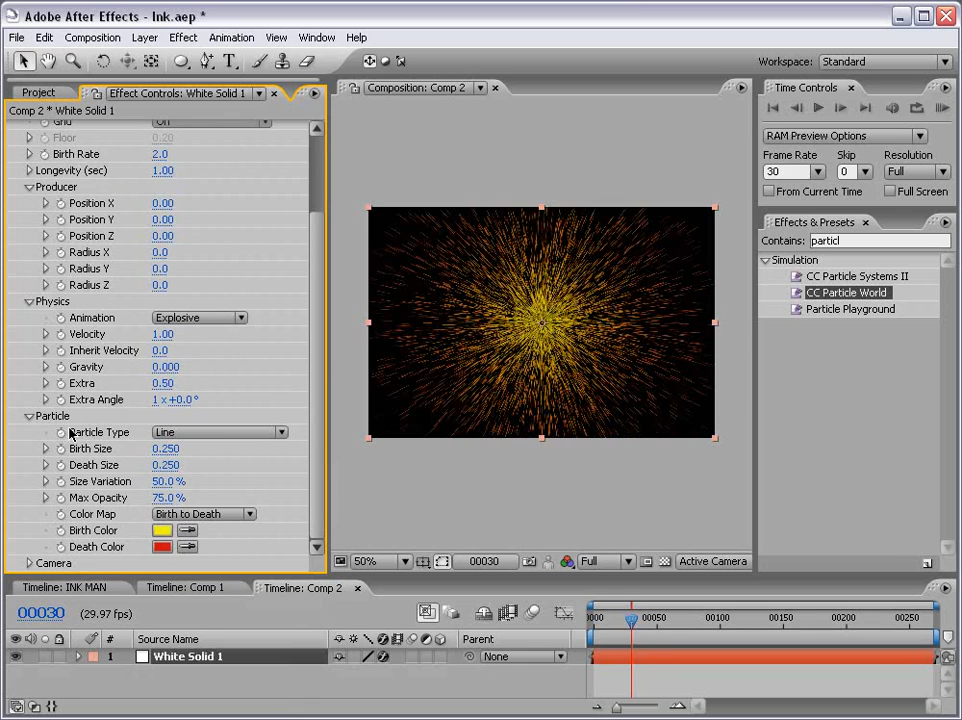 Adobe After Effects - Ink.aep *
File Edit Composition Layer Effect Animation View Window Help
Workspace: Standard
Project
Effect Controls: White Solid 1
Comp 2 * White Solid 1
Grid On
Floor 0.20
Birth Rate 2.0
Longevity (sec) 1.00
Producer
Position X 0.00
Position Y 0.00
Position Z 0.00
Radius X 0.0
Radius Y 0.0
Radius Z 0.0
Physics
Animation Explosive
Velocity 1.00
Inherit Velocity 0.0
Gravity 0.000
Extra 0.50
Extra Angle 1 x +0.0 °
Particle
Particle Type Line
Birth Size 0.250
Death Size 0.250
Size Variation 50.0 %
Max Opacity 75.0 %
Color Map Birth to Death
Birth Color
Death Color
Camera
Composition: Comp 2
50% 00030 Full Active Camera
Time Controls
RAM Preview Options
Frame Rate Skip Resolution
30 0 Full
From Current Time Full Screen
Effects & Presets
Contains: particl
Simulation
CC Particle Systems II
CC Particle World
Particle Playground
Timeline: INK MAN Timeline: Comp 1 Timeline: Comp 2
00030 (29.97 fps)
0000 00050 00100 00150 00200 00250
# Source Name Parent
1 White Solid 1 None